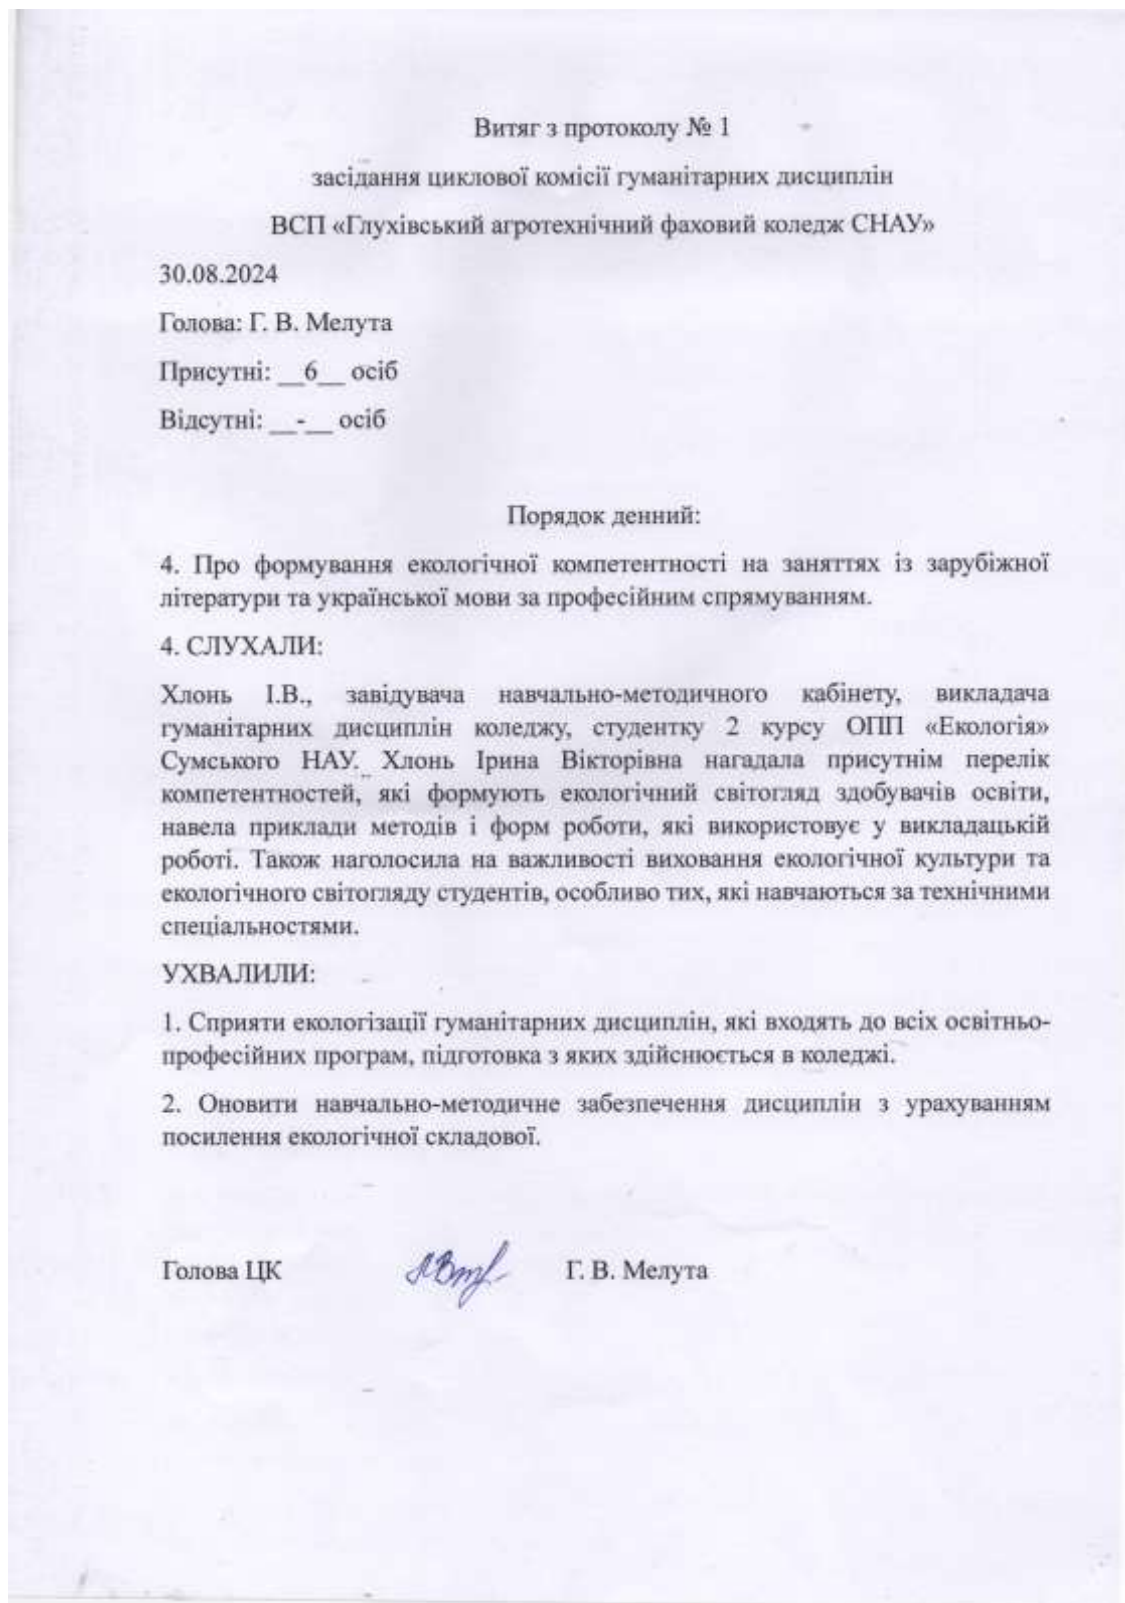 Витяг з протоколу № 1
засідання циклової комісії гуманітарних дисциплін
ВСП «Глухівський агротехнічний фаховий коледж СНАУ»
30.08.2024
Голова: Г. В. Мелута
Присутні: __6__ осіб
Відсутні: __-__ осіб
Порядок денний:
4. Про формування екологічної компетентності на заняттях із зарубіжної
літератури та української мови за професійним спрямуванням.
4. СЛУХАЛИ:
Хлонь І.В., завідувача навчально-методичного кабінету, викладача
гуманітарних дисциплін коледжу, студентку 2 курсу ОПП «Екологія»
Сумського НАУ. Хлонь Ірина Вікторівна нагадала присутнім перелік
компетентностей, які формують екологічний світогляд здобувачів освіти,
навела приклади методів і форм роботи, які використовує у викладацькій
роботі. Також наголосила на важливості виховання екологічної культури та
екологічного світогляду студентів, особливо тих, які навчаються за технічними
спеціальностями.
УХВАЛИЛИ:
1. Сприяти екологізації гуманітарних дисциплін, які входять до всіх освітньо-
професійних програм, підготовка з яких здійснюється в коледжі.
2. Оновити навчально-методичне забезпечення дисциплін з урахуванням
посилення екологічної складової.
Голова ЦК Г. В. Мелута